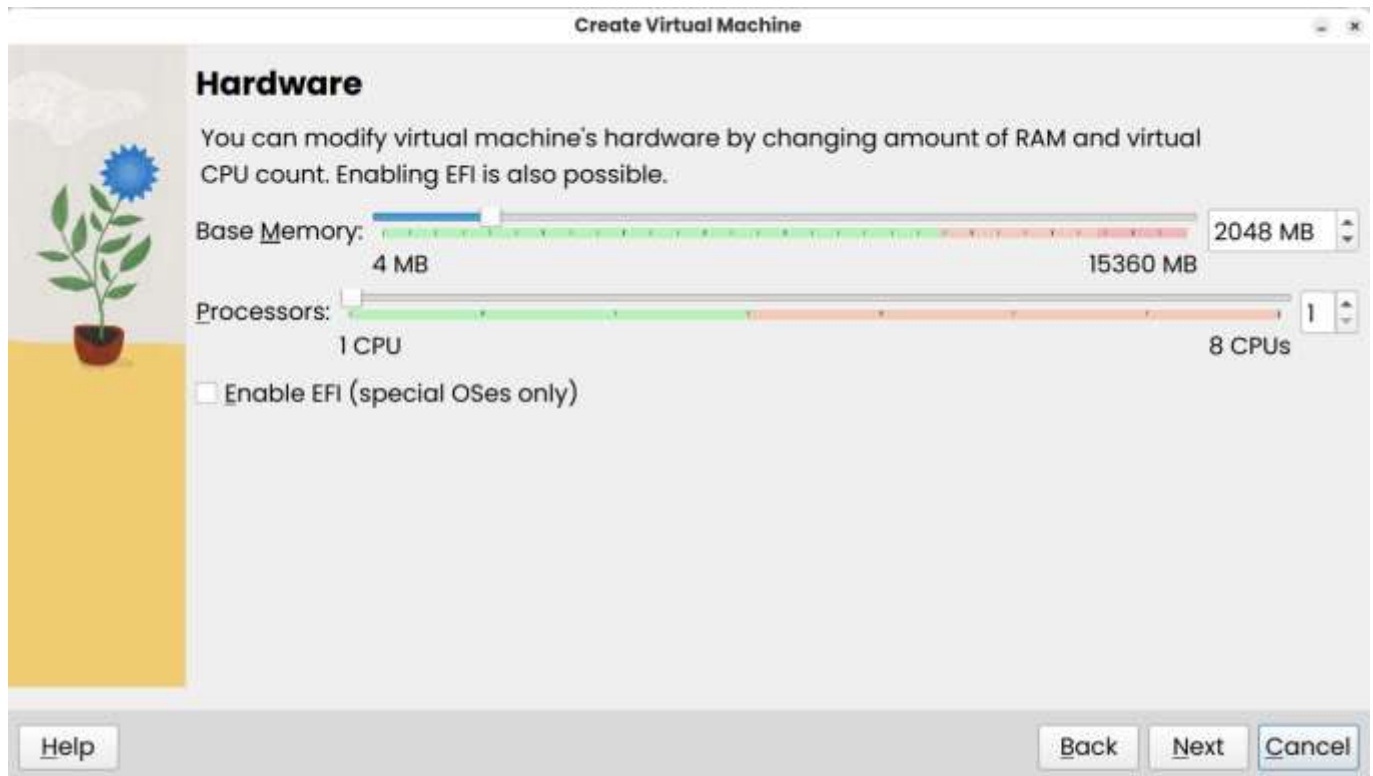 Create Virtual Machine
Hardware
You can modify virtual machine's hardware by changing amount of RAM and virtual
CPU count. Enabling EFI is also possible.
Base Memory: 2048 MB
4 MB 15360 MB
Processors: 1
1 CPU 8 CPUs
Enable EFI (special OSes only)
Help Back Next Cancel